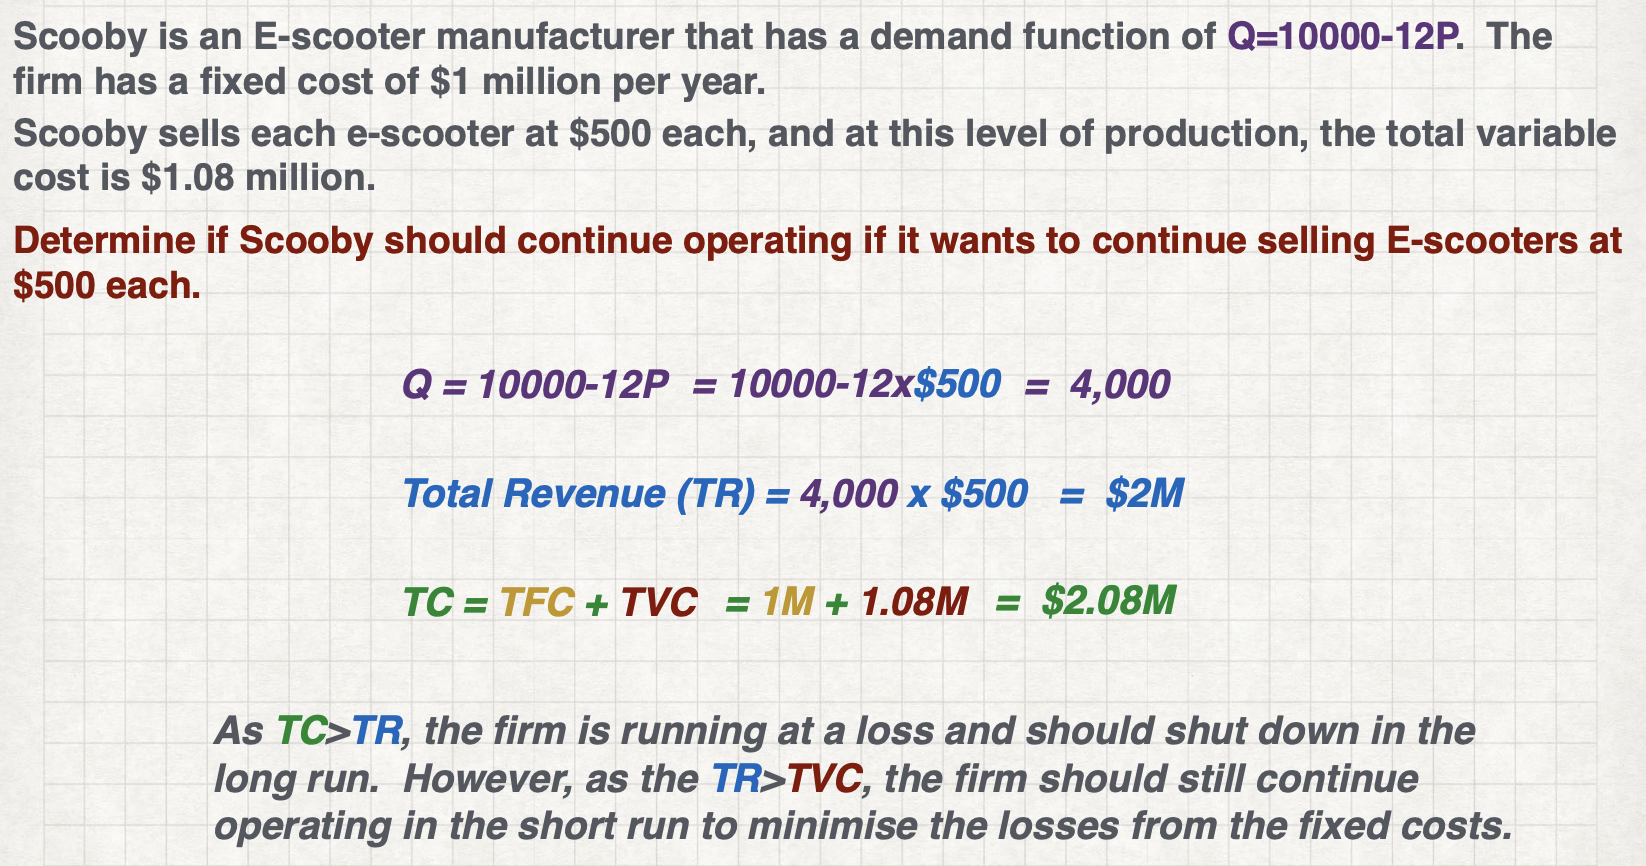 Scooby is an E-scooter manufacturer that has a demand function of Q=10000-12P.  The
firm has a fixed cost of $1 million per year.
Scooby sells each e-scooter at $500 each, and at this level of production, the total variable
cost is $1.08 million.
Determine if Scooby should continue operating if it wants to continue selling E-scooters at
$500 each.
Q = 10000-12P  = 10000-12x$500  =  4,000
Total Revenue (TR) = 4,000 x $500  =  $2M
TC = TFC + TVC  = 1M + 1.08M  =  $2.08M
As TC>TR, the firm is running at a loss and should shut down in the
long run.  However, as the TR>TVC, the firm should still continue
operating in the short run to minimise the losses from the fixed costs.